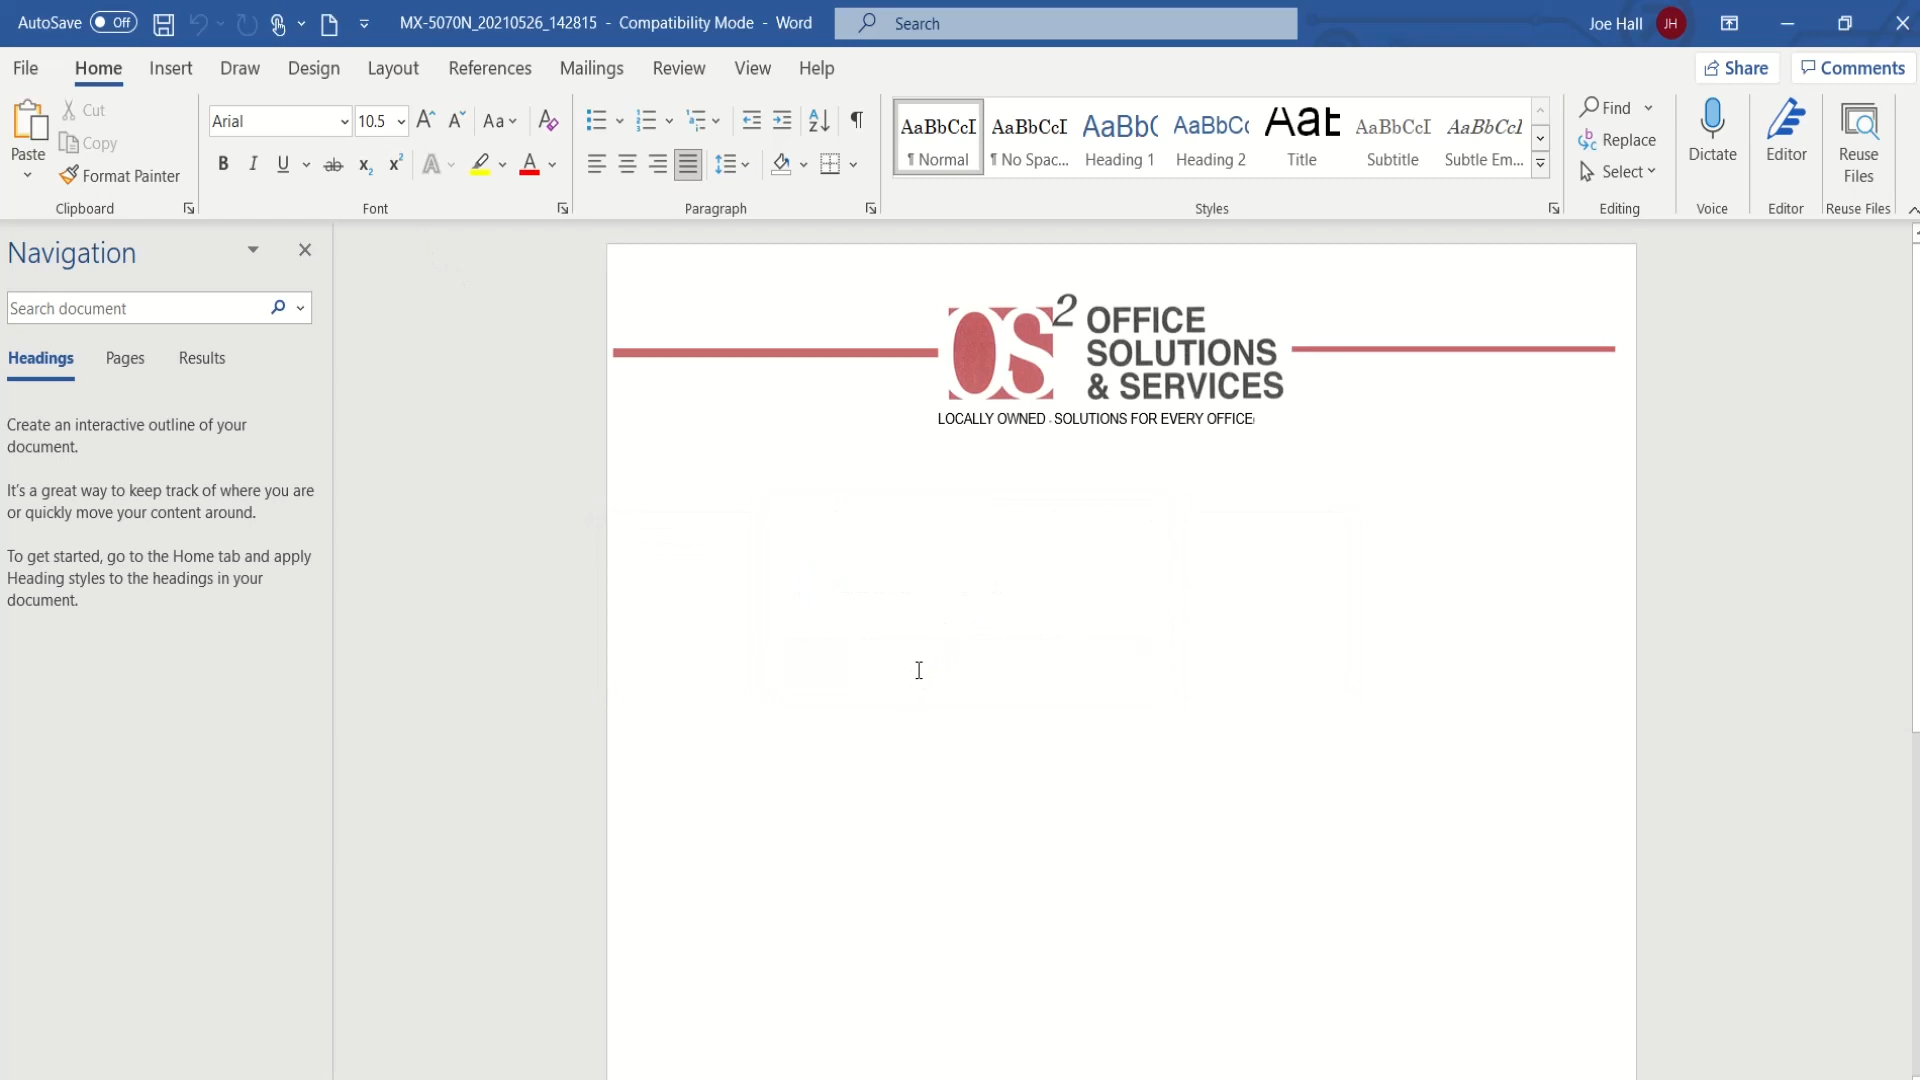 AutoSave Off MX-5070N_20210526_142815 - Compatibility Mode - Word Search Joe Hall JH
File Home Insert Draw Design Layout References Mailings Review View Help Share Comments
Paste
Cut
Copy
Format Painter
Clipboard
Arial 10.5 Aa
B I U ab x₂ x² A A
Font
Paragraph
AaBbCcI AaBbCcI AaBbC AaBbCc AaB AaBbCcI AaBbCcI
¶ Normal ¶ No Spac... Heading 1 Heading 2 Title Subtitle Subtle Em...
Styles
Find
Replace
Select
Editing
Dictate
Voice
Editor
Editor
Reuse
Files
Reuse Files
Navigation
Search document
Headings Pages Results
Create an interactive outline of your
document.
It's a great way to keep track of where you are
or quickly move your content around.
To get started, go to the Home tab and apply
Heading styles to the headings in your
document.
OS2
OFFICE
SOLUTIONS
& SERVICES
LOCALLY OWNED - SOLUTIONS FOR EVERY OFFICE